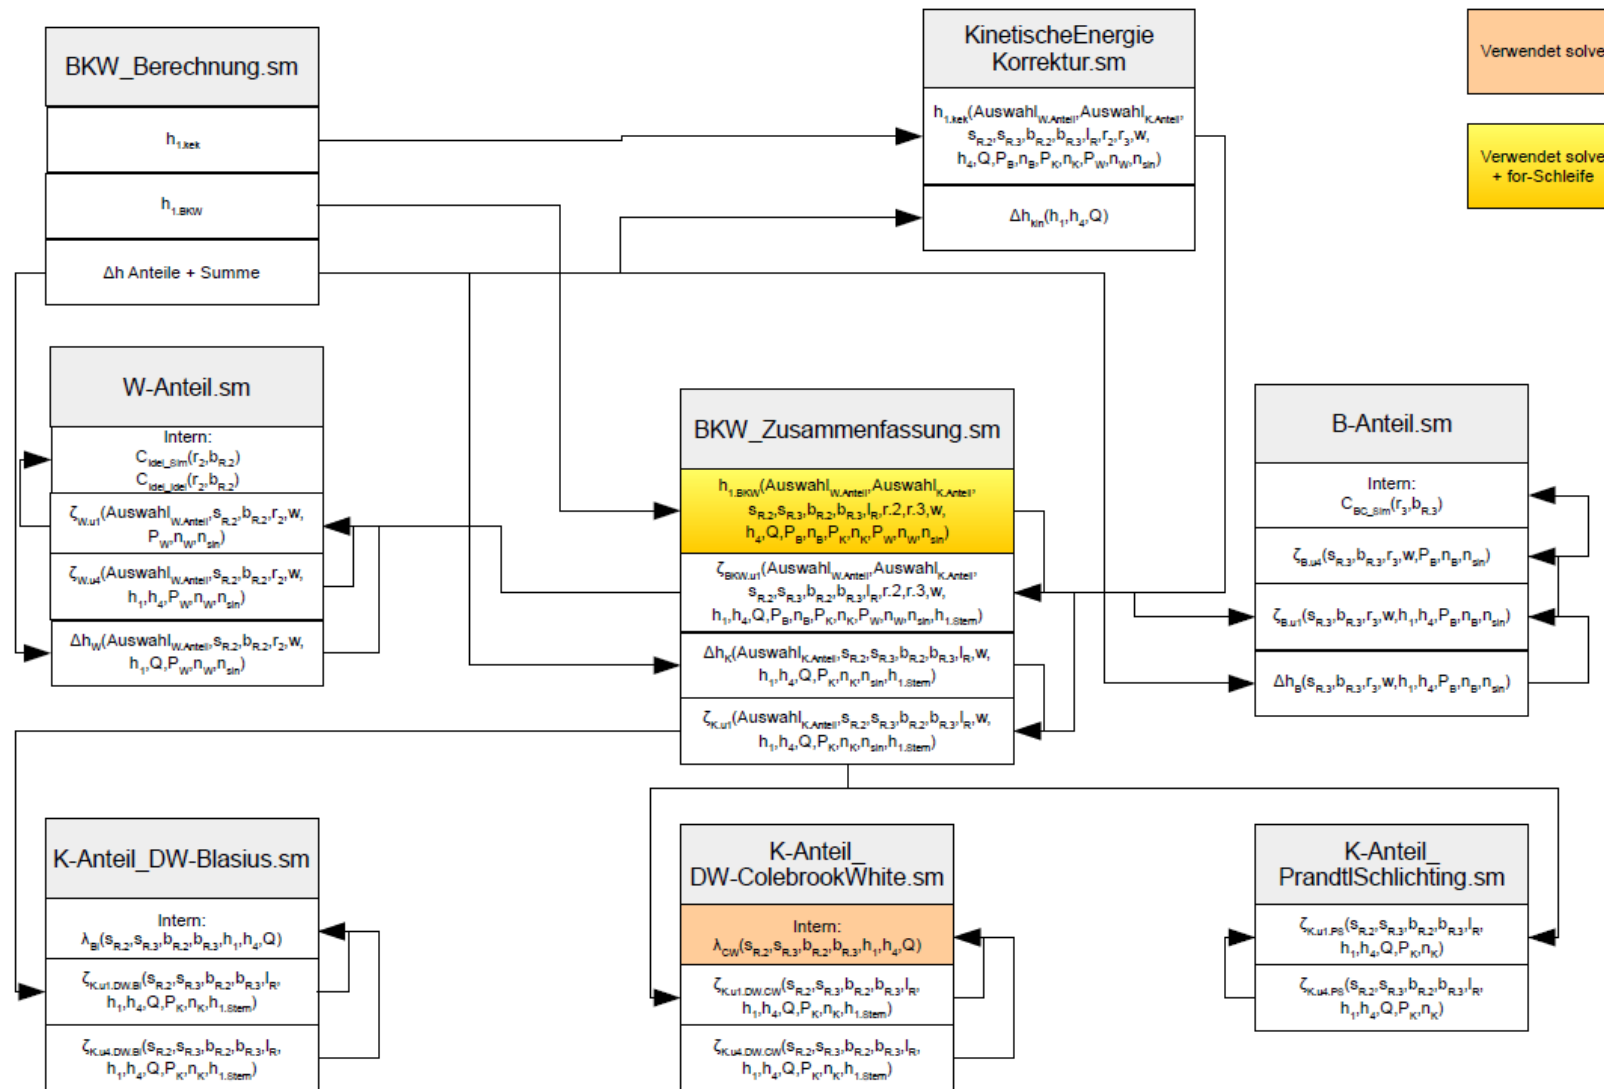 BKW_Berechnung.sm
h1.kek
h1.BKW
Δh Anteile + Summe
KinetischeEnergie
Korrektur.sm
h1.kek(AuswahlW.Anteil,AuswahlK.Anteil,
sR.2,sR.3,bR.2,bR.3,lR,r2,r3,w,
h4,Q,PB,nB,PK,nK,PW,nW,nsin)
Δhkin(h1,h4,Q)
Verwendet solve
Verwendet solve
+ for-Schleife
W-Anteil.sm
Intern:
CIdel_Sim(r2,bR.2)
CIdel_Idel(r2,bR.2)
ζW.u1(AuswahlW.Anteil,sR.2,bR.2,r2,w,
PW,nW,nsin)
ζW.u4(AuswahlW.Anteil,sR.2,bR.2,r2,w,
h1,h4,PW,nW,nsin)
ΔhW(AuswahlW.Anteil,sR.2,bR.2,r2,w,
h1,Q,PW,nW,nsin)
BKW_Zusammenfassung.sm
h1.BKW(AuswahlW.Anteil,AuswahlK.Anteil,
sR.2,sR.3,bR.2,bR.3,lR,r.2,r.3,w,
h4,Q,PB,nB,PK,nK,PW,nW,nsin)
ζBKW.u1(AuswahlW.Anteil,AuswahlK.Anteil,
sR.2,sR.3,bR.2,bR.3,lR,r.2,r.3,w,
h1,h4,Q,PB,nB,PK,nK,PW,nW,nsin,h1.Stern)
ΔhK(AuswahlK.Anteil,sR.2,sR.3,bR.2,bR.3,lR,w,
h1,h4,Q,PK,nK,nsin,h1.Stern)
ζK.u1(AuswahlK.Anteil,sR.2,sR.3,bR.2,bR.3,lR,w,
h1,h4,Q,PK,nK,nsin,h1.Stern)
B-Anteil.sm
Intern:
CBC_Sim(r3,bR.3)
ζB.u4(sR.3,bR.3,r3,w,PB,nB,nsin)
ζB.u1(sR.3,bR.3,r3,w,h1,h4,PB,nB,nsin)
ΔhB(sR.3,bR.3,r3,w,h1,h4,PB,nB,nsin)
K-Anteil_DW-Blasius.sm
Intern:
λBl(sR.2,sR.3,bR.2,bR.3,h1,h4,Q)
ζK.u1.DW.Bl(sR.2,sR.3,bR.2,bR.3,lR,
h1,h4,Q,PK,nK,h1.Stern)
ζK.u4.DW.Bl(sR.2,sR.3,bR.2,bR.3,lR,
h1,h4,Q,PK,nK,h1.Stern)
K-Anteil_
DW-ColebrookWhite.sm
Intern:
λCW(sR.2,sR.3,bR.2,bR.3,h1,h4,Q)
ζK.u1.DW.CW(sR.2,sR.3,bR.2,bR.3,lR,
h1,h4,Q,PK,nK,h1.Stern)
ζK.u4.DW.CW(sR.2,sR.3,bR.2,bR.3,lR,
h1,h4,Q,PK,nK,h1.Stern)
K-Anteil_
PrandtlSchlichting.sm
ζK.u1.PS(sR.2,sR.3,bR.2,bR.3,lR,
h1,h4,Q,PK,nK)
ζK.u4.PS(sR.2,sR.3,bR.2,bR.3,lR,
h1,h4,Q,PK,nK)